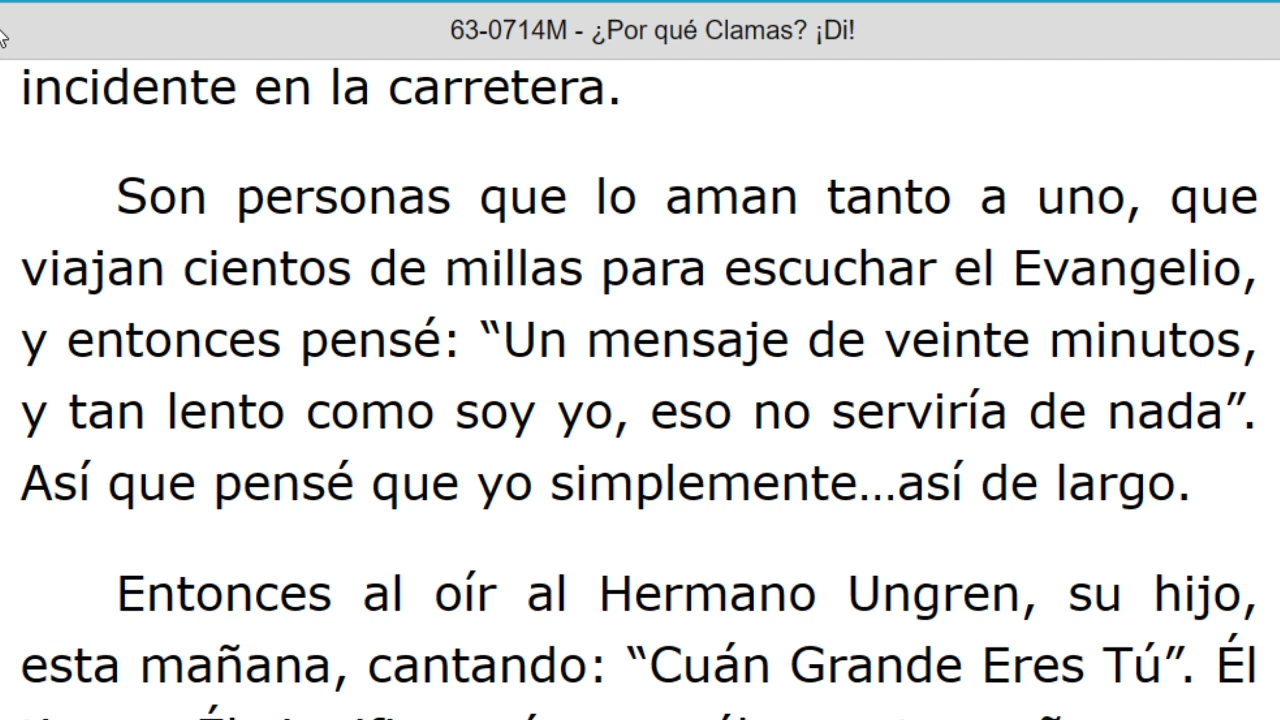 63-0714M - ¿Por qué Clamas? ¡Di!
incidente en la carretera.
Son personas que lo aman tanto a uno, que
viajan cientos de millas para escuchar el Evangelio,
y entonces pensé: “Un mensaje de veinte minutos,
y tan lento como soy yo, eso no serviría de nada”.
Así que pensé que yo simplemente…así de largo.
Entonces al oír al Hermano Ungren, su hijo,
esta mañana, cantando: “Cuán Grande Eres Tú”. Él